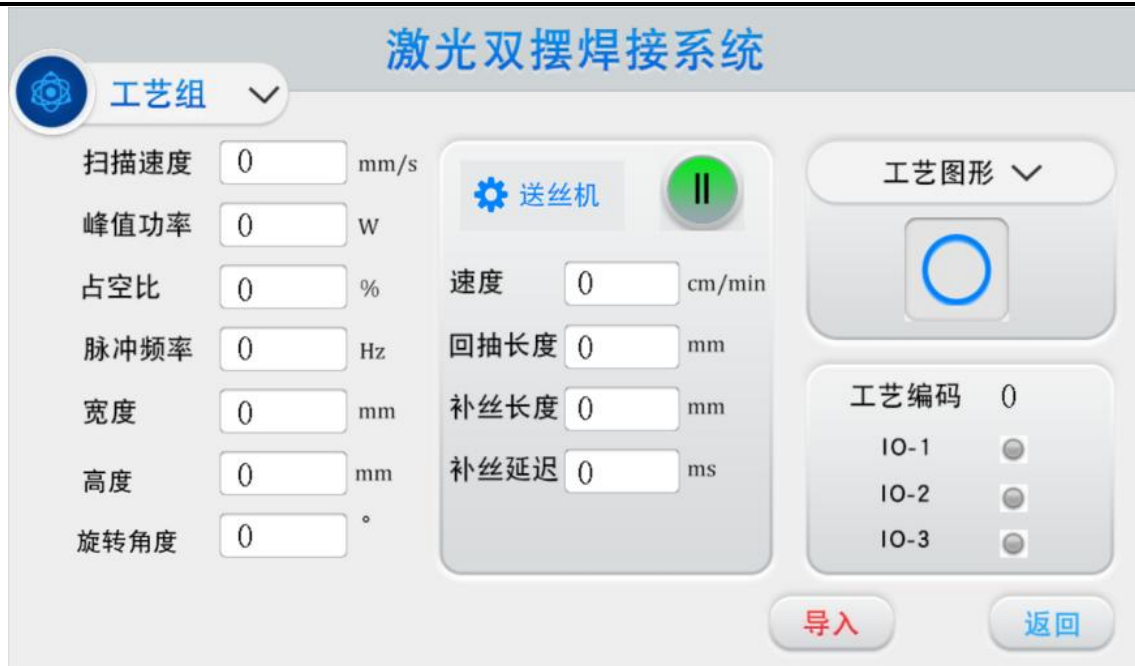 激光双摆焊接系统
工艺组
扫描速度 0 mm/s
峰值功率 0 W
占空比 0 %
脉冲频率 0 Hz
宽度 0 mm
高度 0 mm
旋转角度 0 °
送丝机
速度 0 cm/min
回抽长度 0 mm
补丝长度 0 mm
补丝延迟 0 ms
工艺图形
工艺编码 0
IO-1
IO-2
IO-3
导入
返回